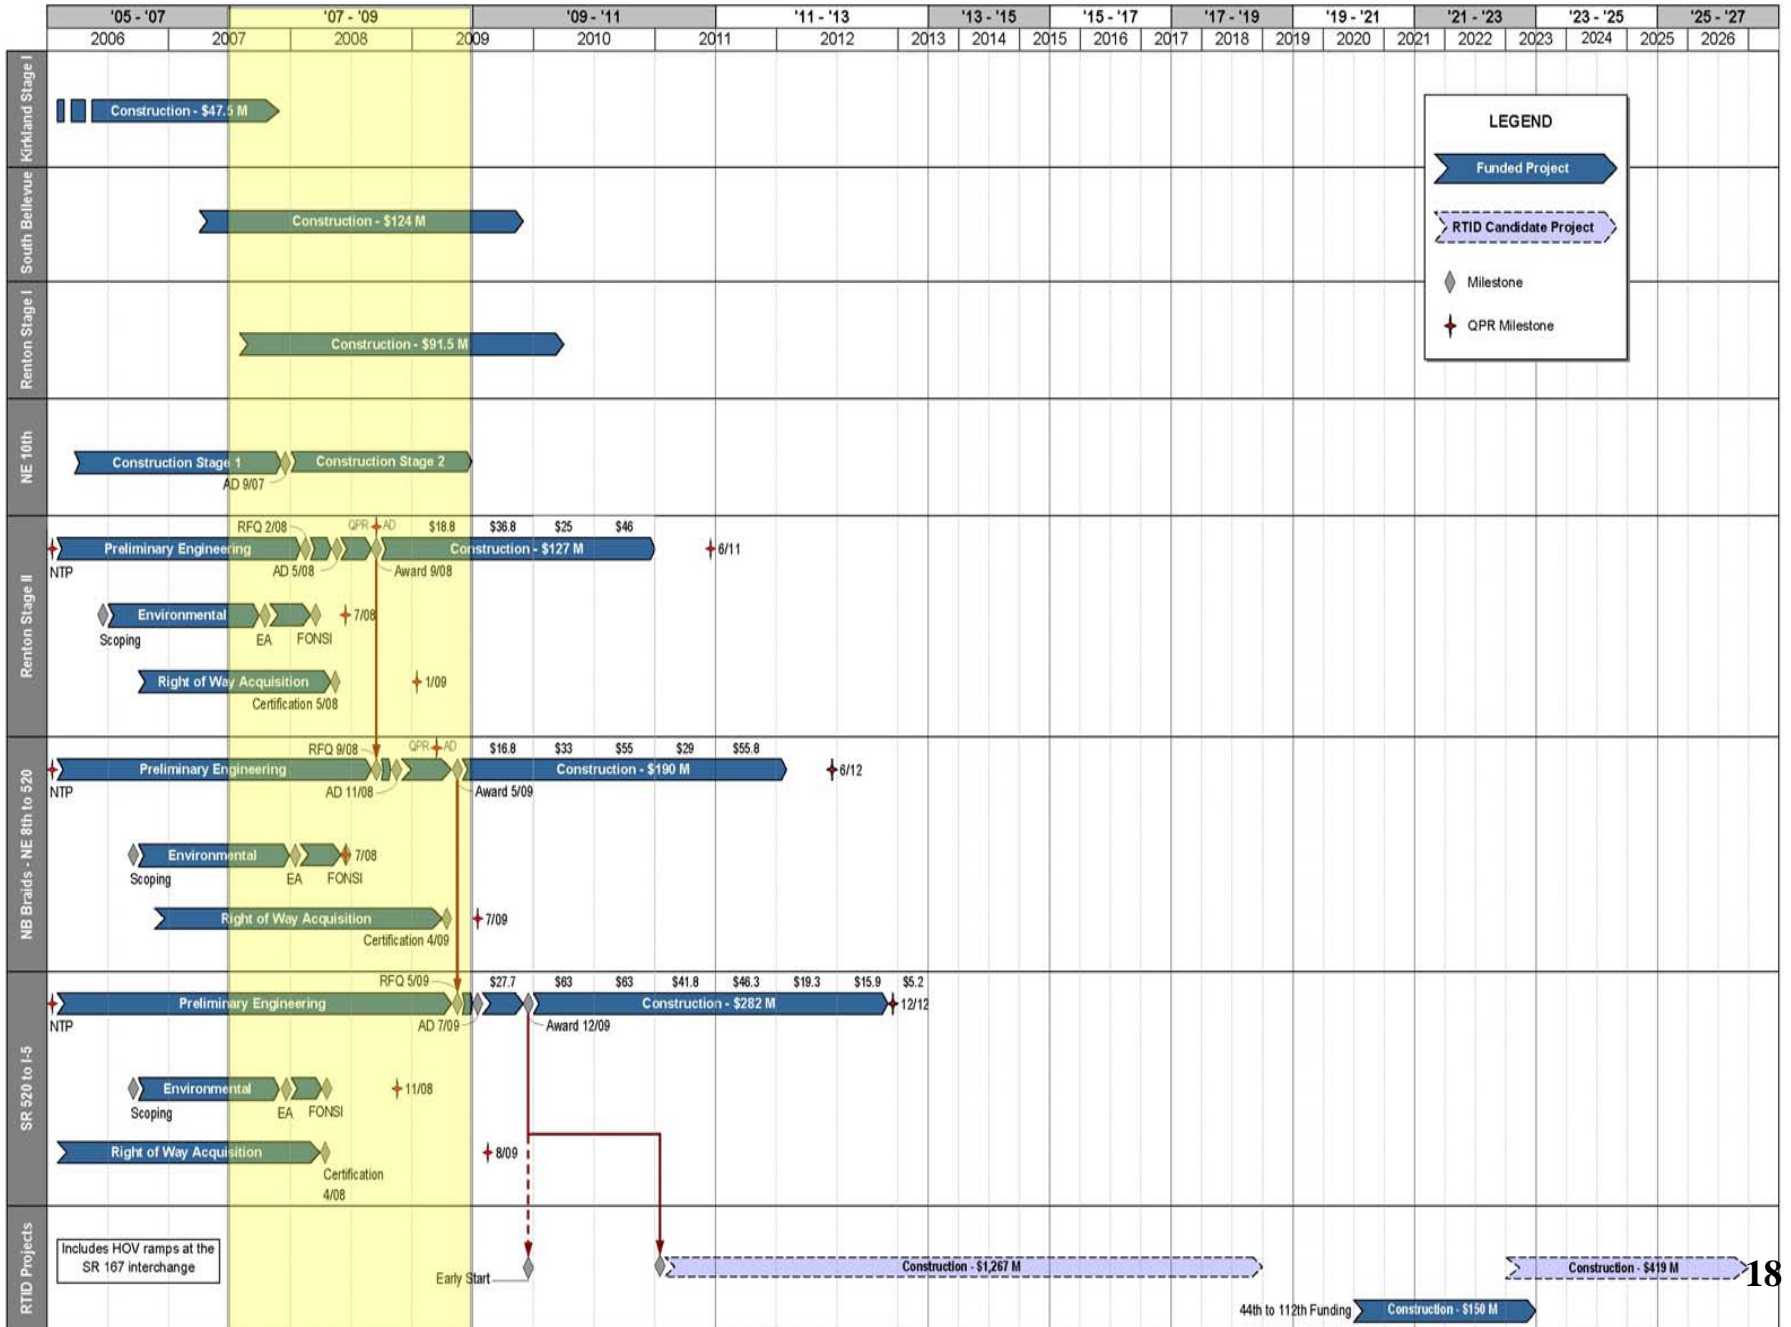 '05 - '07 '07 - '09 '09 - '11 '11 - '13 '13 - '15 '15 - '17 '17 - '19 '19 - '21 '21 - '23 '23 - '25 '25 - '27
2006 2007 2008 2009 2010 2011 2012 2013 2014 2015 2016 2017 2018 2019 2020 2021 2022 2023 2024 2025 2026
Kirkland Stage I
Construction - $47.5 M
South Bellevue
Construction - $124 M
Renton Stage I
Construction - $91.5 M
LEGEND
Funded Project
RTID Candidate Project
Milestone
QPR Milestone
NE 10th
Construction Stage 1 Construction Stage 2
AD 9/07
Renton Stage II
RFQ 2/08 QPR AD $18.8 $36.8 $25 $46
Preliminary Engineering Construction - $127 M 6/11
NTP AD 5/08 Award 9/08
Environmental 7/08
Scoping EA FONSI
Right of Way Acquisition 1/09
Certification 5/08
NB Braids - NE 8th to 520
RFQ 9/08 QPR AD $16.8 $33 $55 $29 $55.8
Preliminary Engineering Construction - $190 M 6/12
NTP AD 11/08 Award 5/09
Environmental 7/08
Scoping EA FONSI
Right of Way Acquisition 7/09
Certification 4/09
SR 520 to I-5
RFQ 5/09 $27.7 $63 $63 $41.8 $46.3 $19.3 $15.9 $5.2
Preliminary Engineering Construction - $282 M 12/12
NTP AD 7/09 Award 12/09
Environmental 11/08
Scoping EA FONSI
Right of Way Acquisition 8/09
Certification
4/08
RTID Projects
Includes HOV ramps at the
SR 167 interchange
Early Start
Construction - $1,267 M Construction - $419 M
18
44th to 112th Funding Construction - $150 M